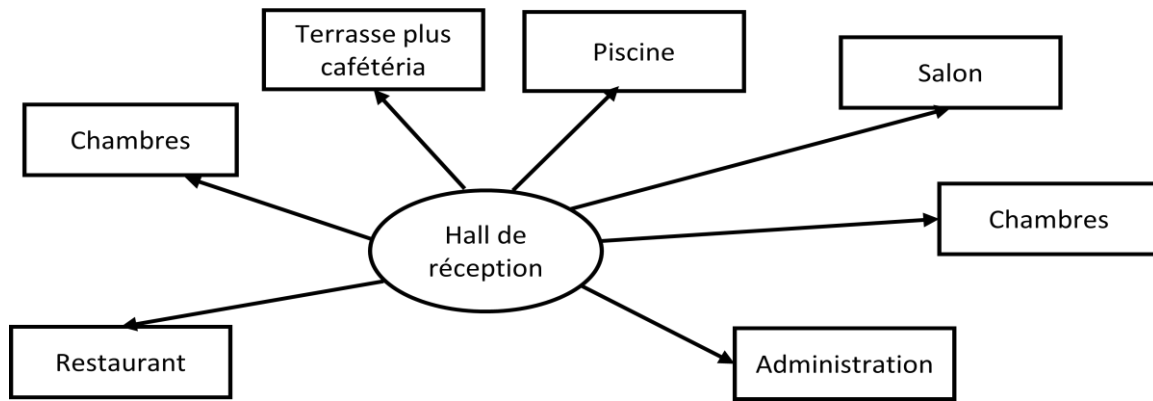 Terrasse plus
cafétéria
Piscine
Salon
Chambres
Chambres
Hall de
réception
Restaurant
Administration